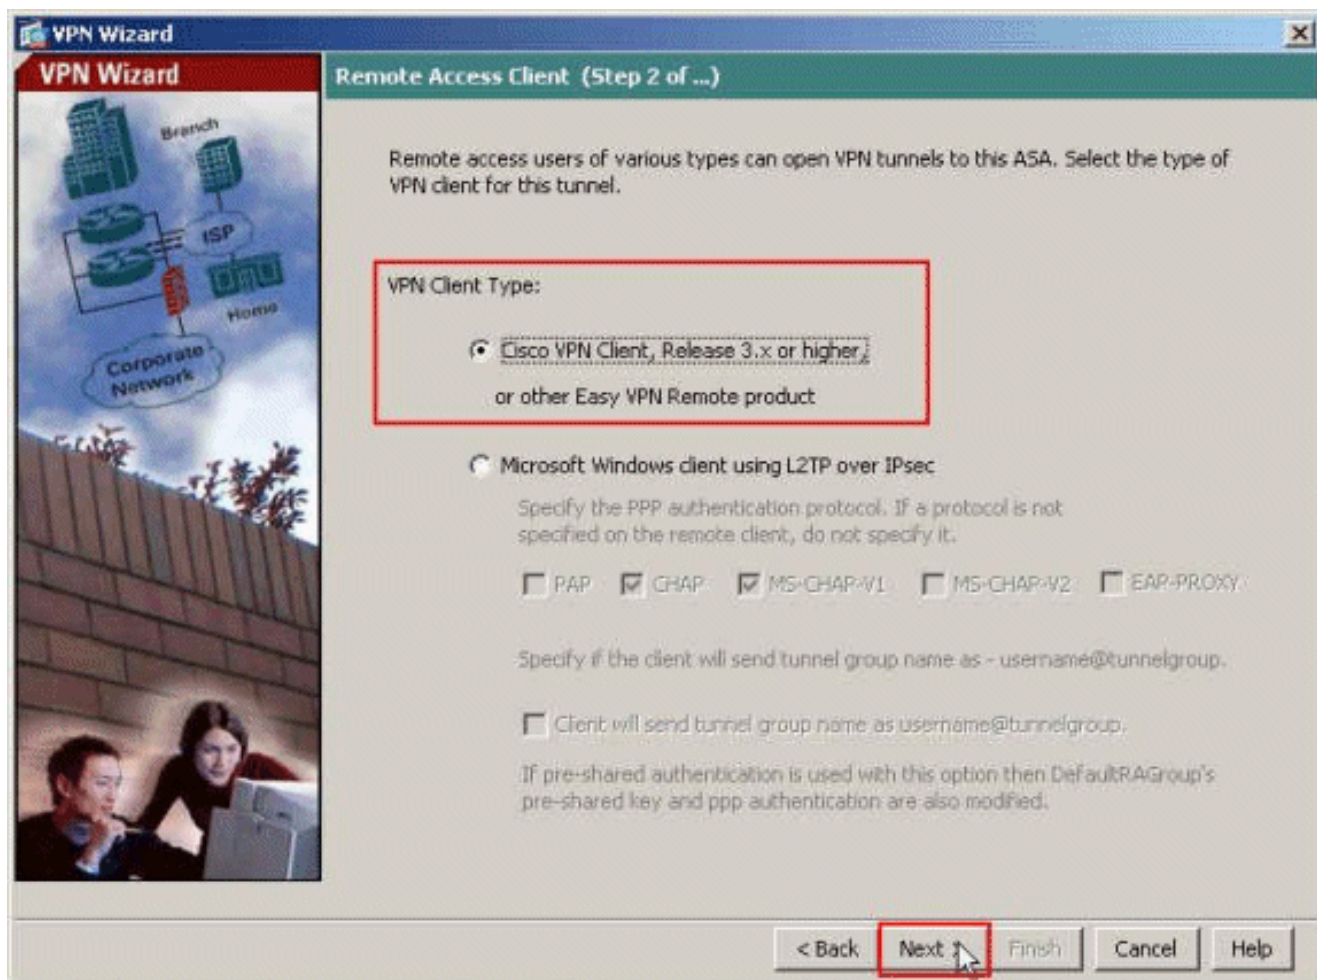 VPN Wizard
VPN Wizard
Remote Access Client (Step 2 of ...)
Branch
ISP
Home
Corporate
Network
Remote access users of various types can open VPN tunnels to this ASA. Select the type of
VPN client for this tunnel.
VPN Client Type:
Cisco VPN Client, Release 3.x or higher,
or other Easy VPN Remote product
Microsoft Windows client using L2TP over IPsec
Specify the PPP authentication protocol. If a protocol is not
specified on the remote client, do not specify it.
PAP CHAP MS-CHAP-V1 MS-CHAP-V2 EAP-PROXY
Specify if the client will send tunnel group name as - username@tunnelgroup.
Client will send tunnel group name as username@tunnelgroup.
If pre-shared authentication is used with this option then DefaultRAGroup's
pre-shared key and ppp authentication are also modified.
< Back Next > Finish Cancel Help